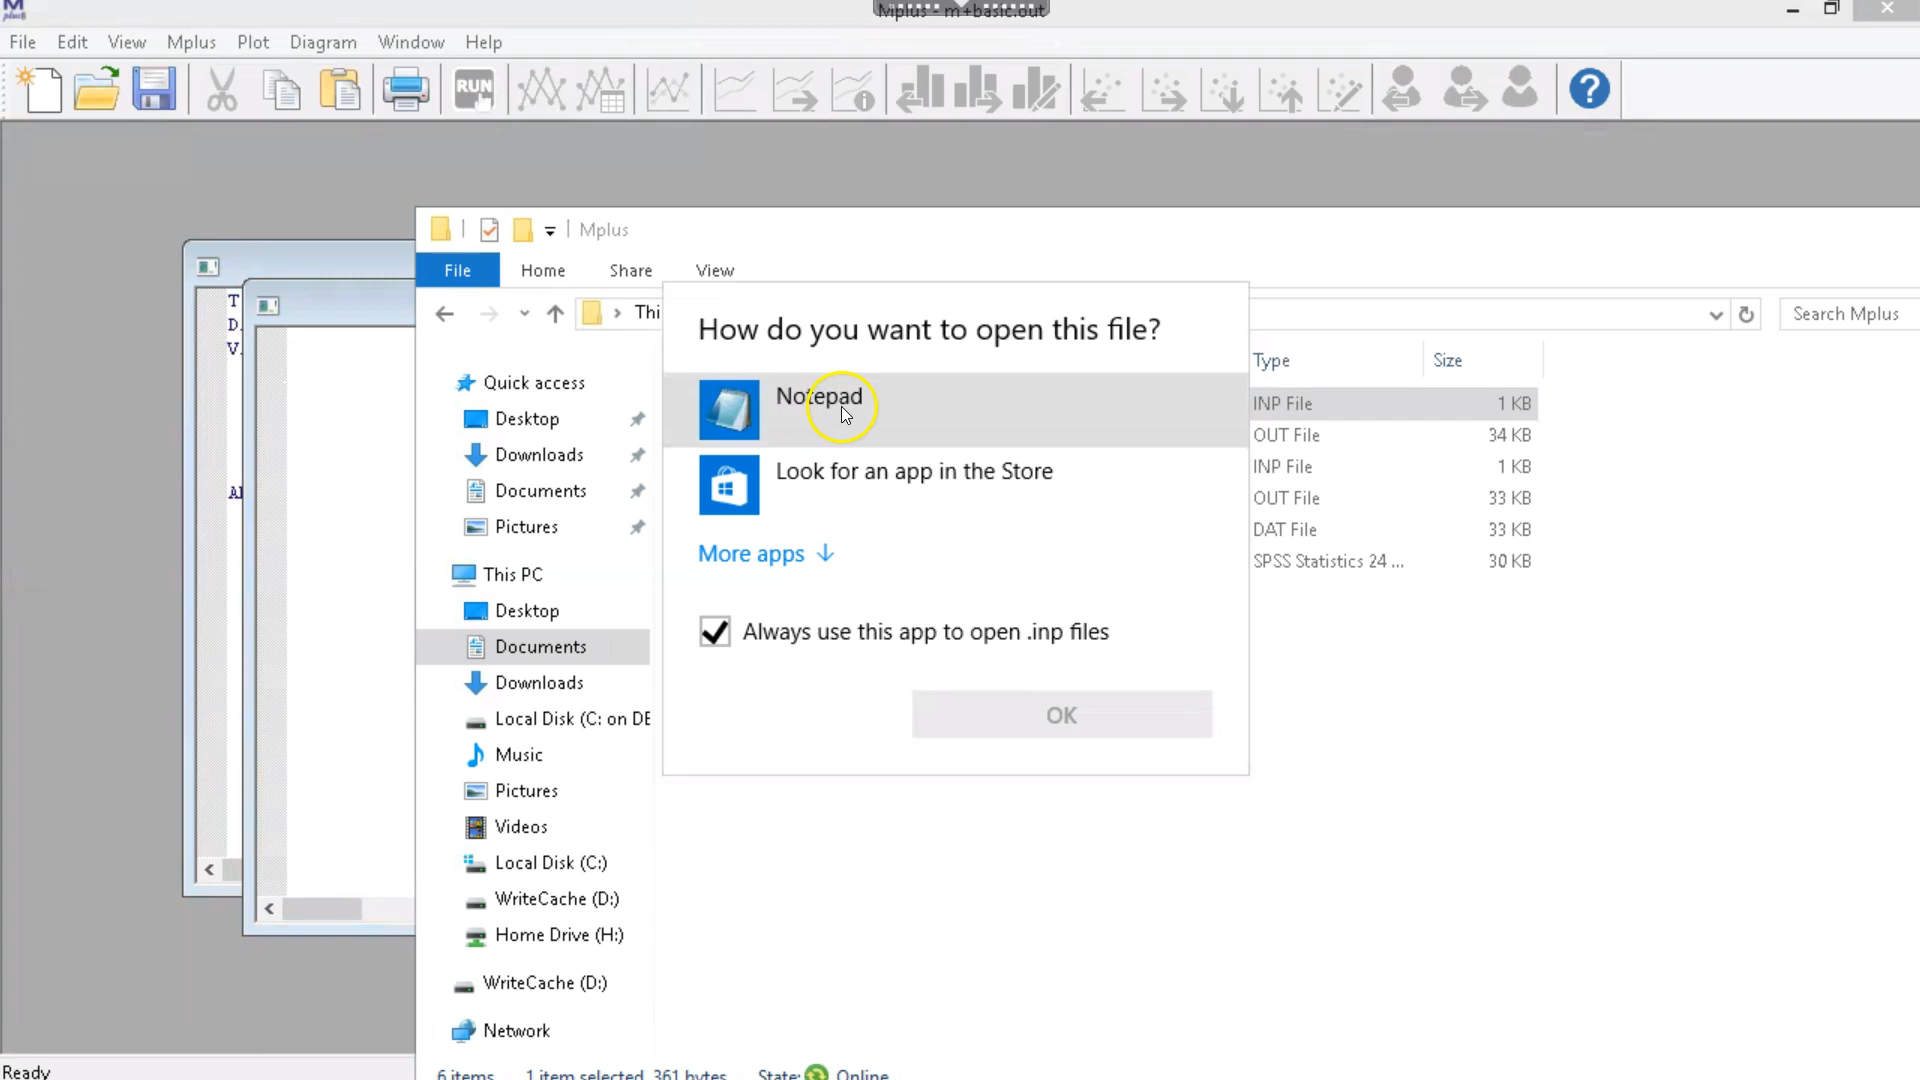 M
plus8
Mplus - m+basic.out
File Edit View Mplus Plot Diagram Window Help
RUN
?
Mplus
File Home Share View
Thi
Search Mplus
How do you want to open this file?
Notepad
Look for an app in the Store
More apps
Always use this app to open .inp files
OK
Type Size
INP File 1 KB
OUT File 34 KB
INP File 1 KB
OUT File 33 KB
DAT File 33 KB
SPSS Statistics 24 ... 30 KB
Quick access
Desktop
Downloads
Documents
Pictures
This PC
Desktop
Documents
Downloads
Local Disk (C: on DE
Music
Pictures
Videos
Local Disk (C:)
WriteCache (D:)
Home Drive (H:)
WriteCache (D:)
Network
6 items 1 item selected 361 bytes State: Online
Ready